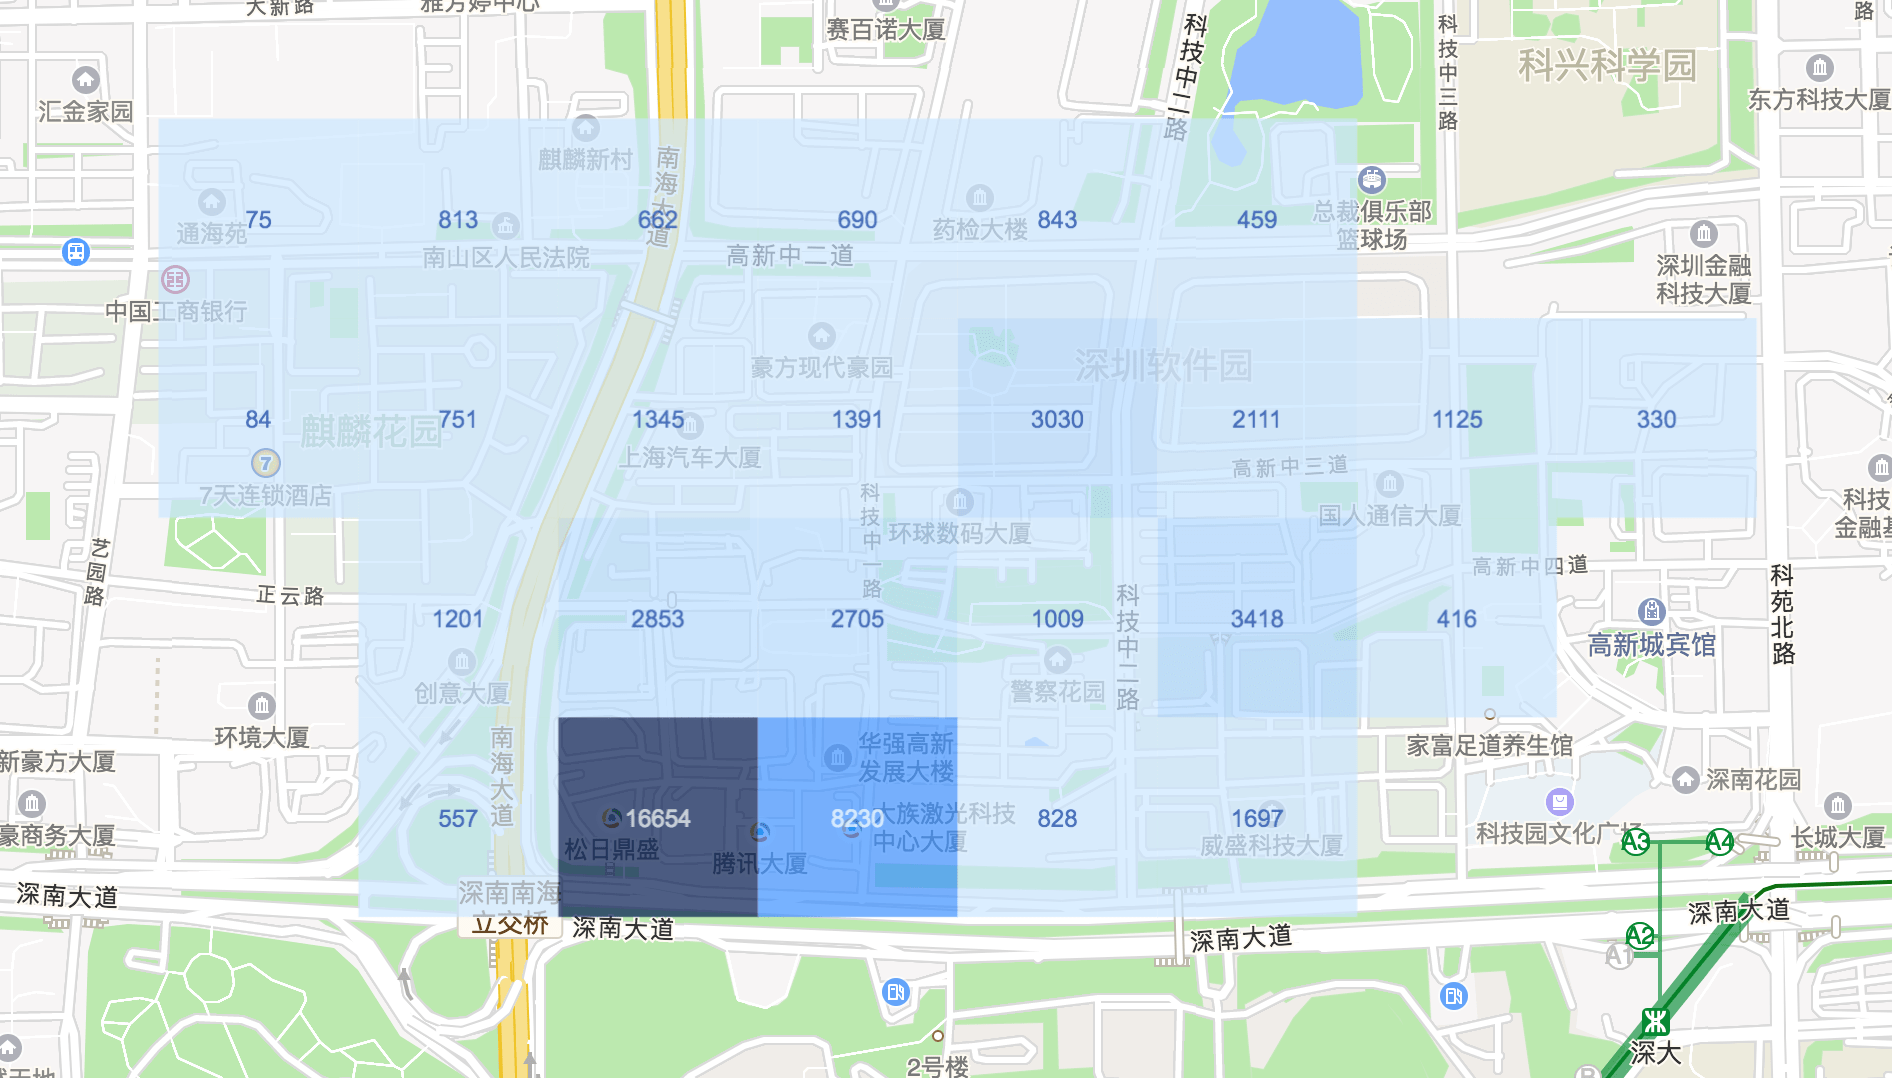 大新路
雅芳婷中心
赛百诺大厦
科技中二路
科技中三路
科兴科学园
路
汇金家园
东方科技大厦
麒麟新村
南海大道
通海苑
75
813
662
690
843
459
南山区人民法院
高新中二道
药检大楼
总裁俱乐部
篮球场
深圳金融
科技大厦
中国工商银行
豪方现代豪园
深圳软件园
84
麒麟花园
751
1345
1391
3030
2111
1125
330
7
7天连锁酒店
上海汽车大厦
高新中三道
科技中一路
环球数码大厦
国人通信大厦
科技
金融基
艺园路
正云路
高新中四道
科苑北路
1201
2853
2705
1009
科技中二路
3418
416
高新城宾馆
创意大厦
警察花园
环境大厦
新豪方大厦
南海大道
华强高新
发展大楼
家富足道养生馆
深南花园
557
16654
8230
大族激光科技
中心大厦
828
1697
豪商务大厦
松日鼎盛
腾讯大厦
威盛科技大厦
科技园文化广场
A3
A4
长城大厦
深南大道
深南南海
立交桥
深南大道
深南大道
深南大道
A2
A1
2号楼
深大
B